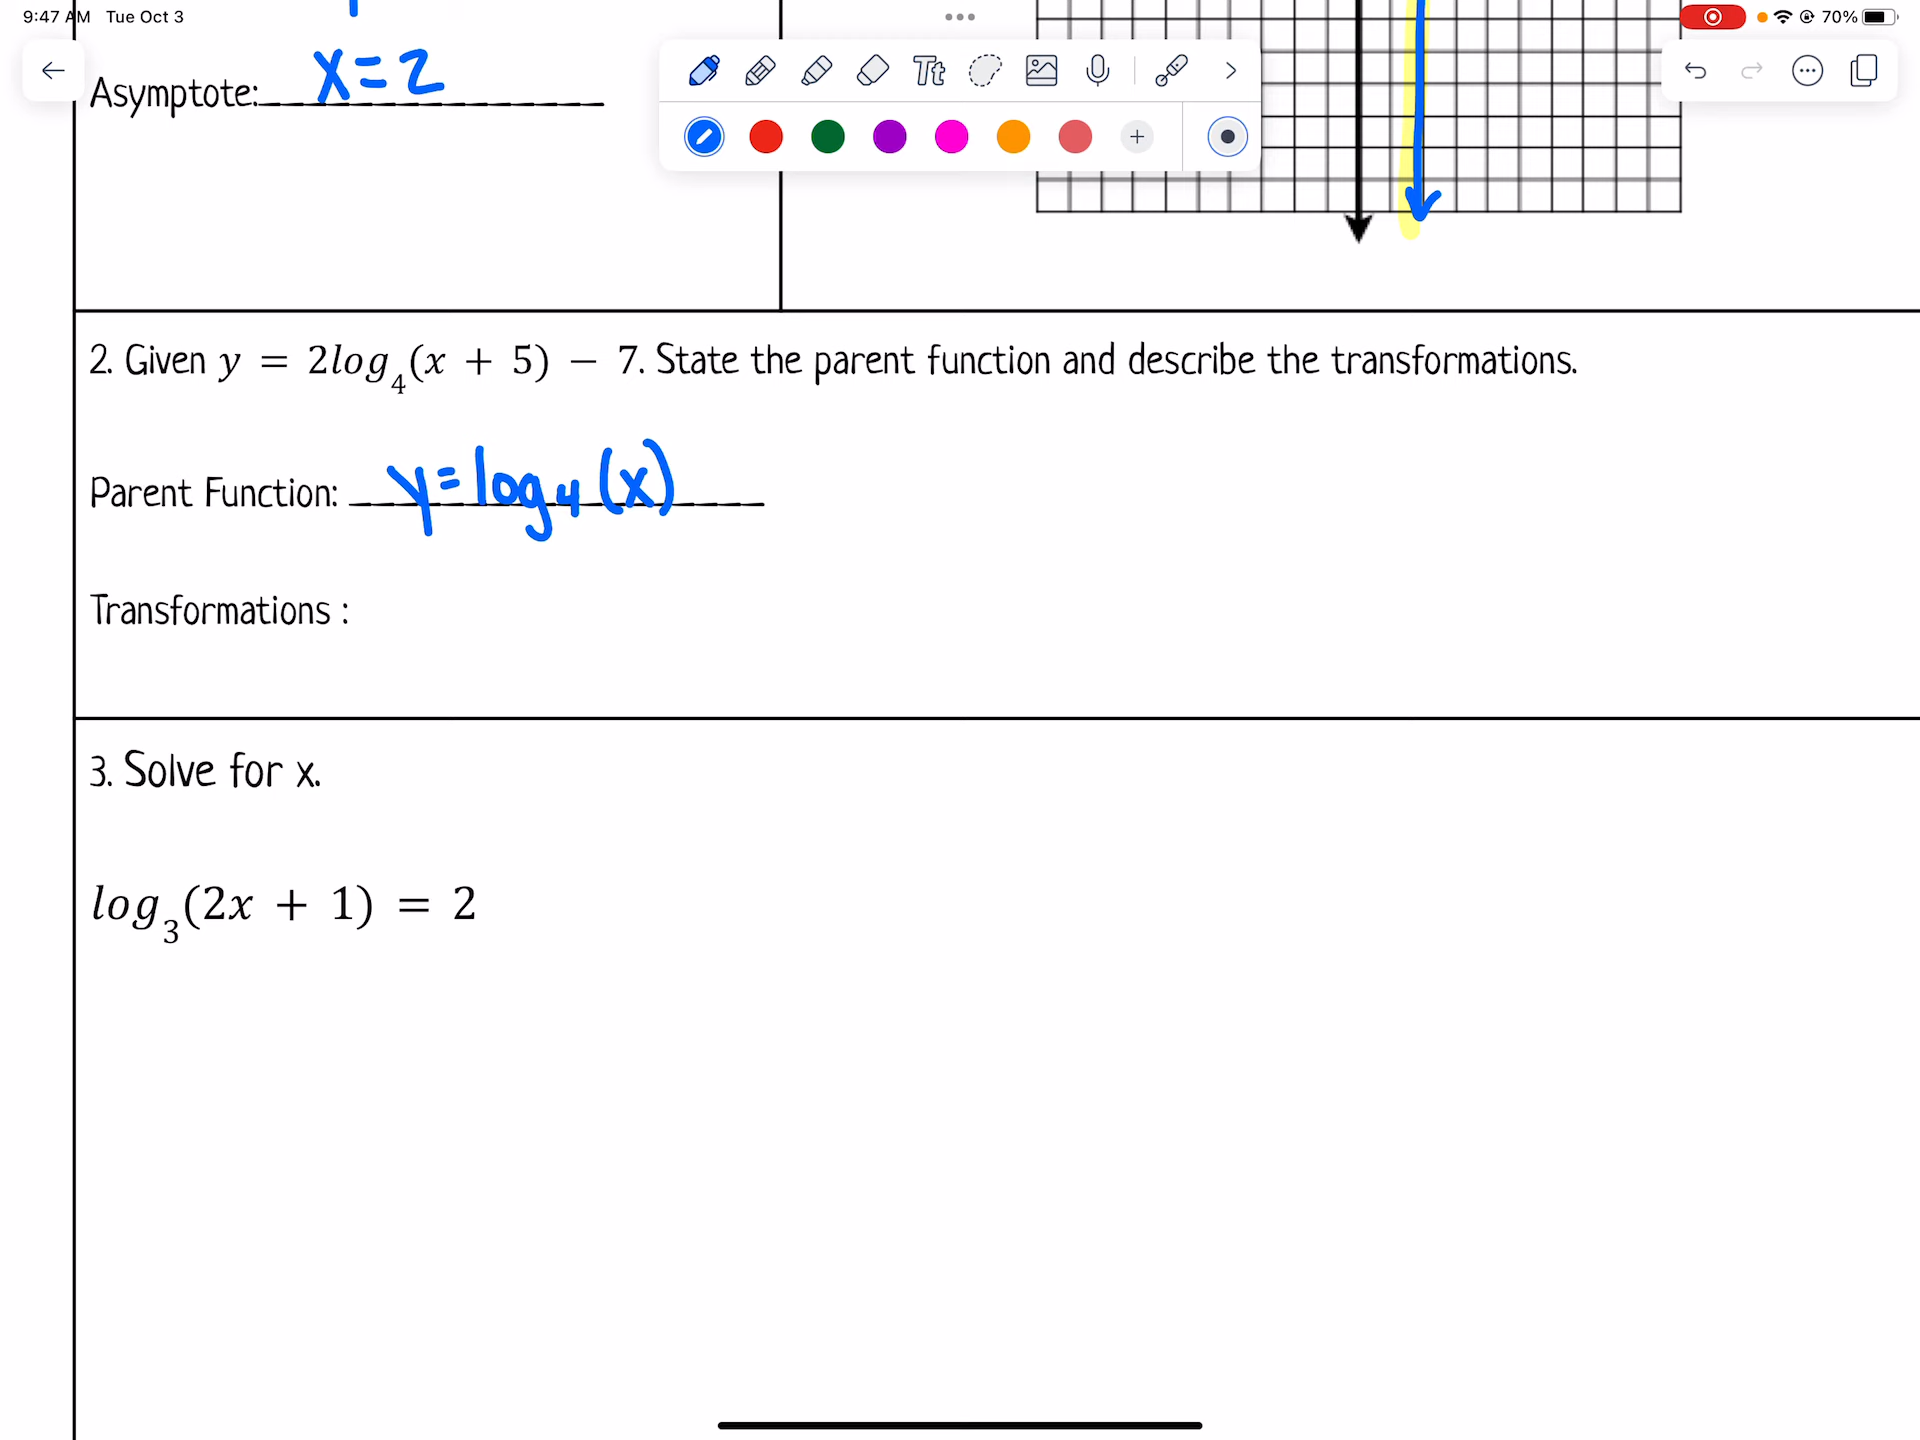 9:47 AM Tue Oct 3
70%
Asymptote: x=2
Tt
2. Given y = 2log₄(x + 5) − 7. State the parent function and describe the transformations.
Parent Function: y=log₄(x)
Transformations :
3. Solve for x.
log₃(2x + 1) = 2